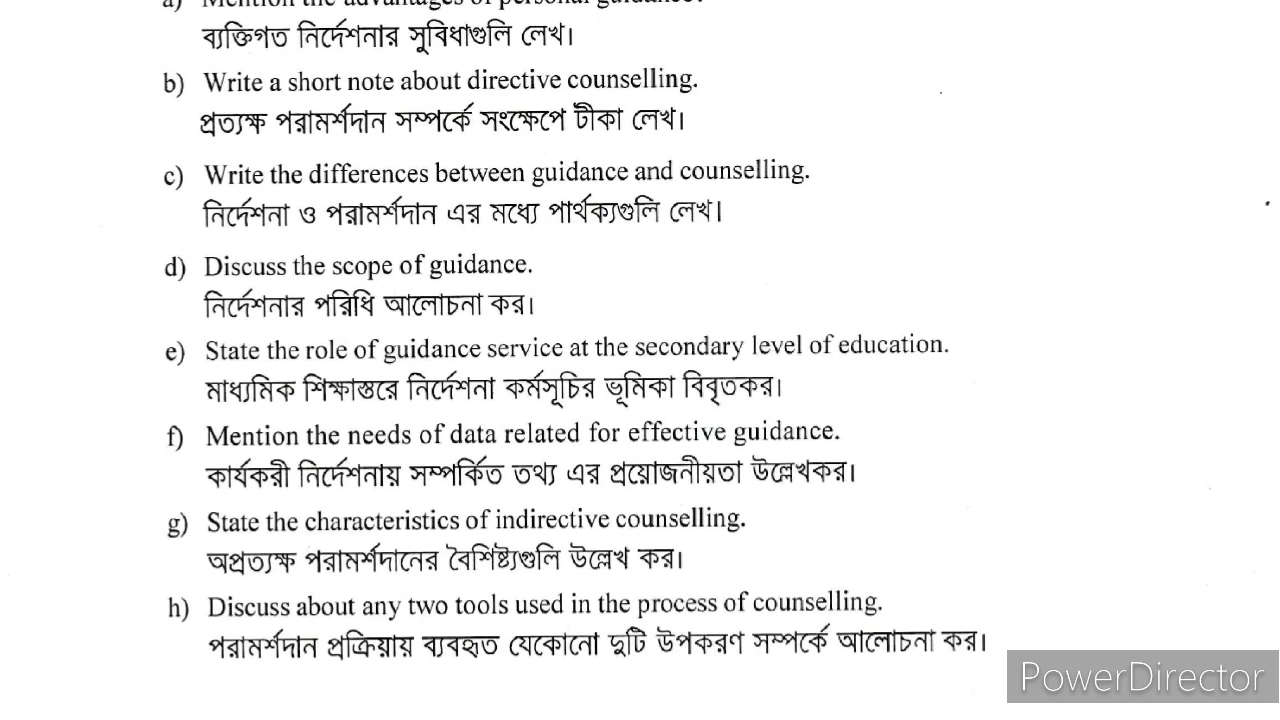 a) Mention the advantages of personal guidance.
ব্যক্তিগত নির্দেশনার সুবিধাগুলি লেখ।
b) Write a short note about directive counselling.
প্রত্যক্ষ পরামর্শদান সম্পর্কে সংক্ষেপে টীকা লেখ।
c) Write the differences between guidance and counselling.
নির্দেশনা ও পরামর্শদান এর মধ্যে পার্থক্যগুলি লেখ।
d) Discuss the scope of guidance.
নির্দেশনার পরিধি আলোচনা কর।
e) State the role of guidance service at the secondary level of education.
মাধ্যমিক শিক্ষাস্তরে নির্দেশনা কর্মসূচির ভূমিকা বিবৃতকর।
f) Mention the needs of data related for effective guidance.
কার্যকরী নির্দেশনায় সম্পর্কিত তথ্য এর প্রয়োজনীয়তা উল্লেখকর।
g) State the characteristics of indirective counselling.
অপ্রত্যক্ষ পরামর্শদানের বৈশিষ্ট্যগুলি উল্লেখ কর।
h) Discuss about any two tools used in the process of counselling.
পরামর্শদান প্রক্রিয়ায় ব্যবহৃত যেকোনো দুটি উপকরণ সম্পর্কে আলোচনা কর।
PowerDirector